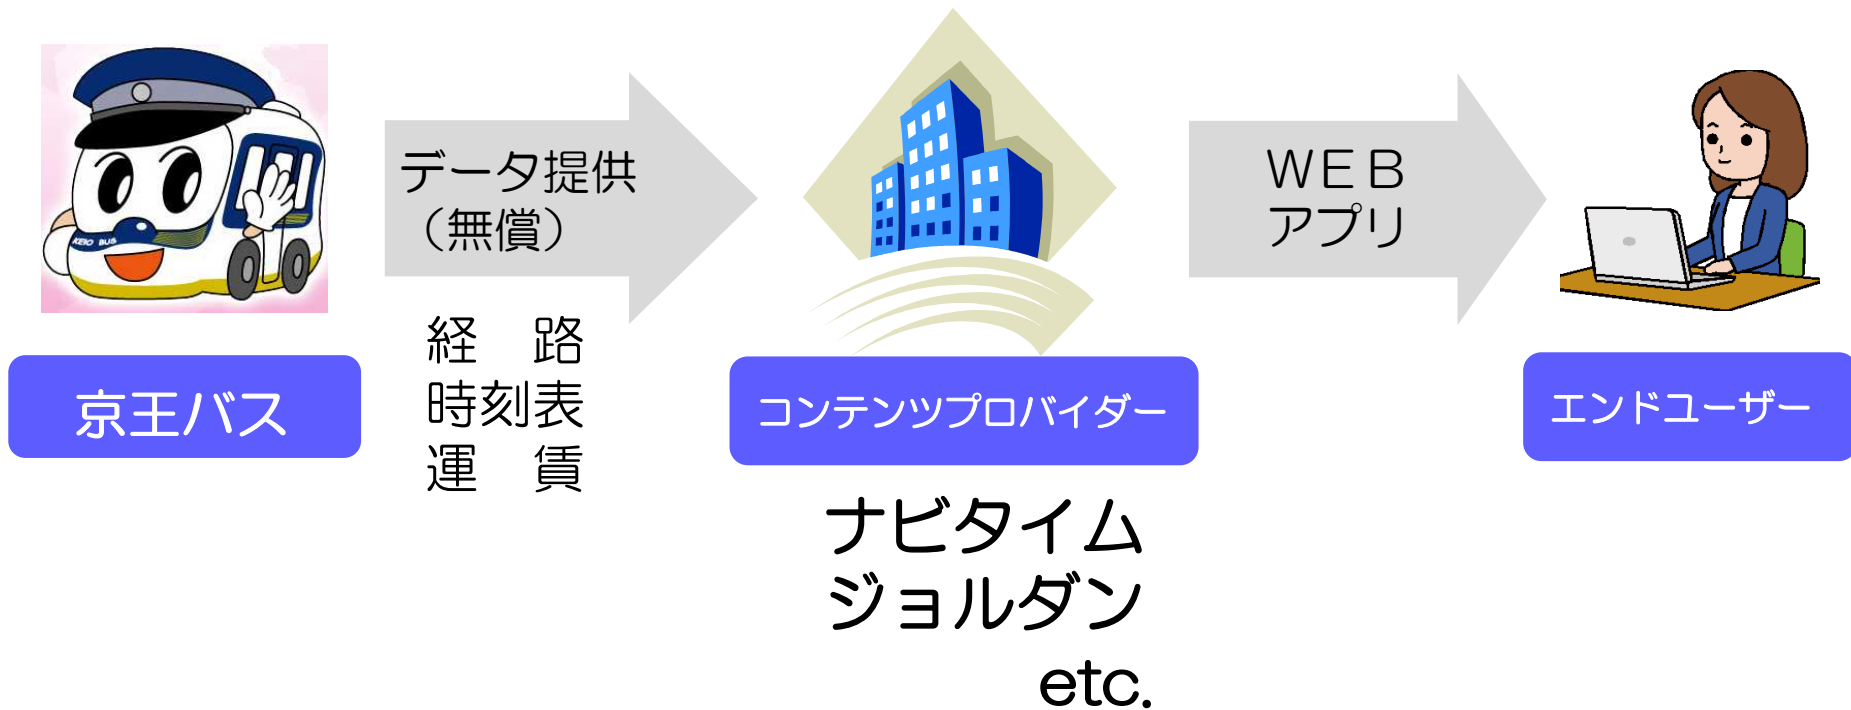 KEIO BUS
データ提供
（無償）
経　路
時刻表
運　賃
京王バス
コンテンツプロバイダー
ナビタイム
ジョルダン
etc.
ＷＥＢ
アプリ
エンドユーザー